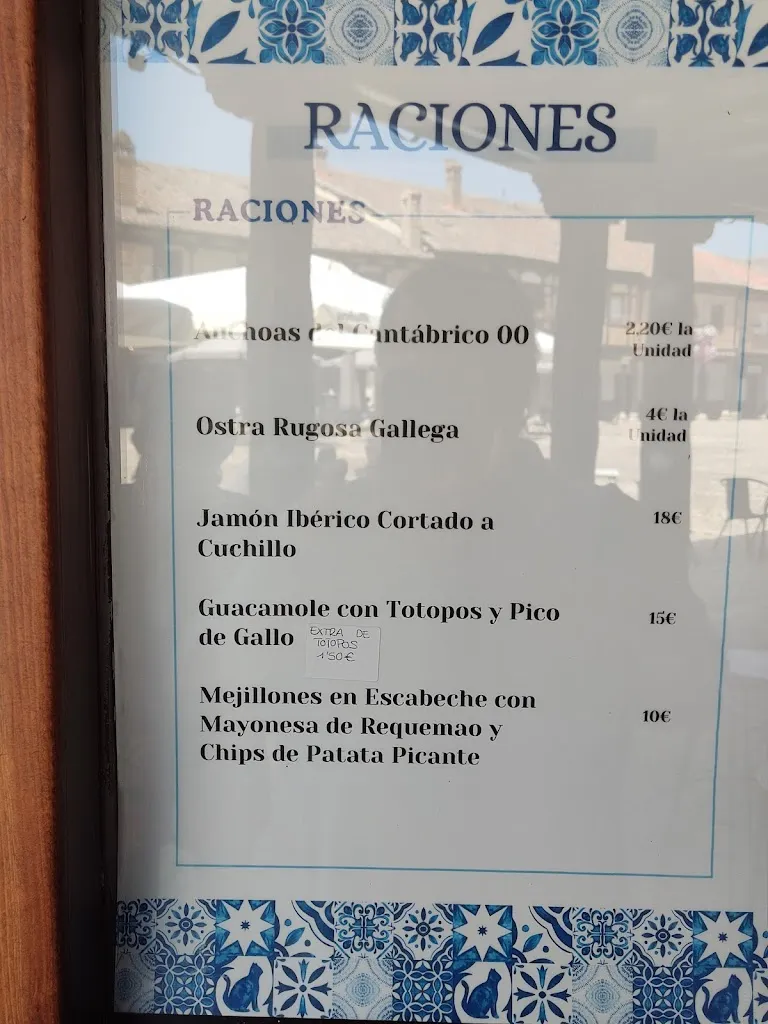 RACIONES
RACIONES
Anchoas del Cantábrico 00 2,20€ la
Unidad
Ostra Rugosa Gallega 4€ la
Unidad
Jamón Ibérico Cortado a 18€
Cuchillo
Guacamole con Totopos y Pico 15€
de Gallo
EXTRA DE
TOTOPOS
1'50€
Mejillones en Escabeche con
Mayonesa de Requemao y 10€
Chips de Patata Picante